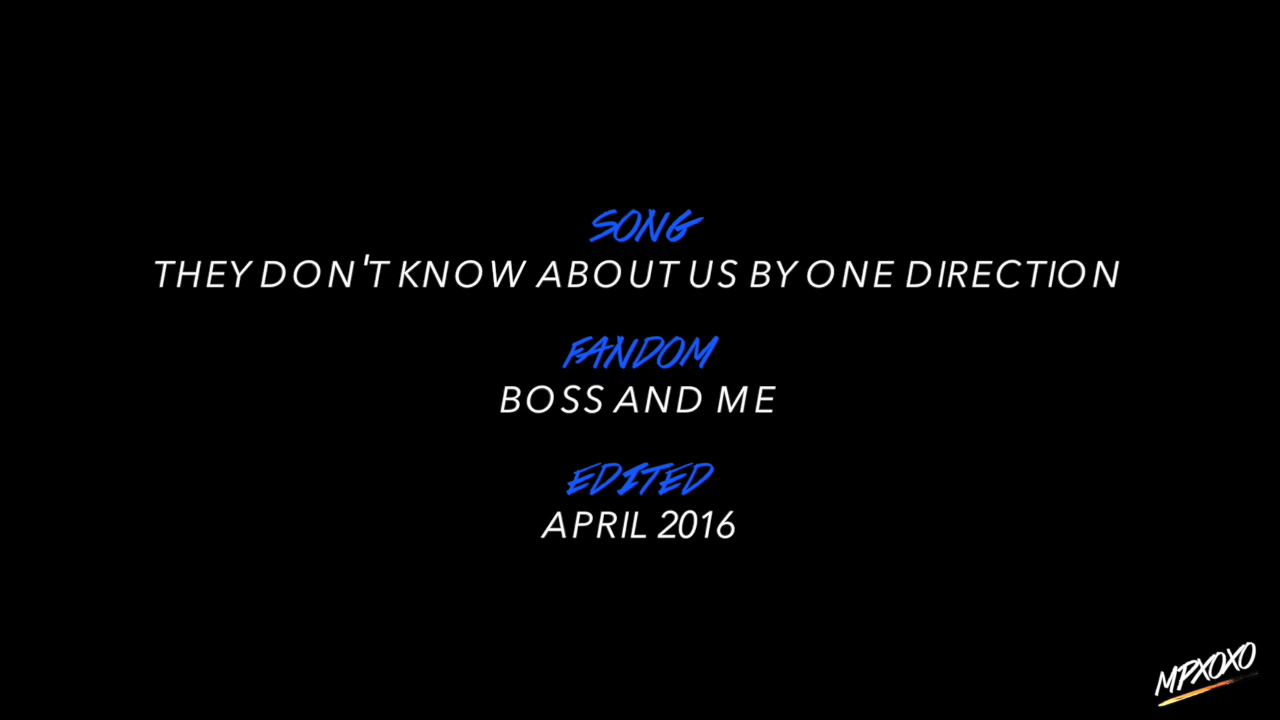 SONG
THEY DON'T KNOW ABOUT US BY ONE DIRECTION
FANDOM
BOSS AND ME
EDITED
APRIL 2016
MPXOXO